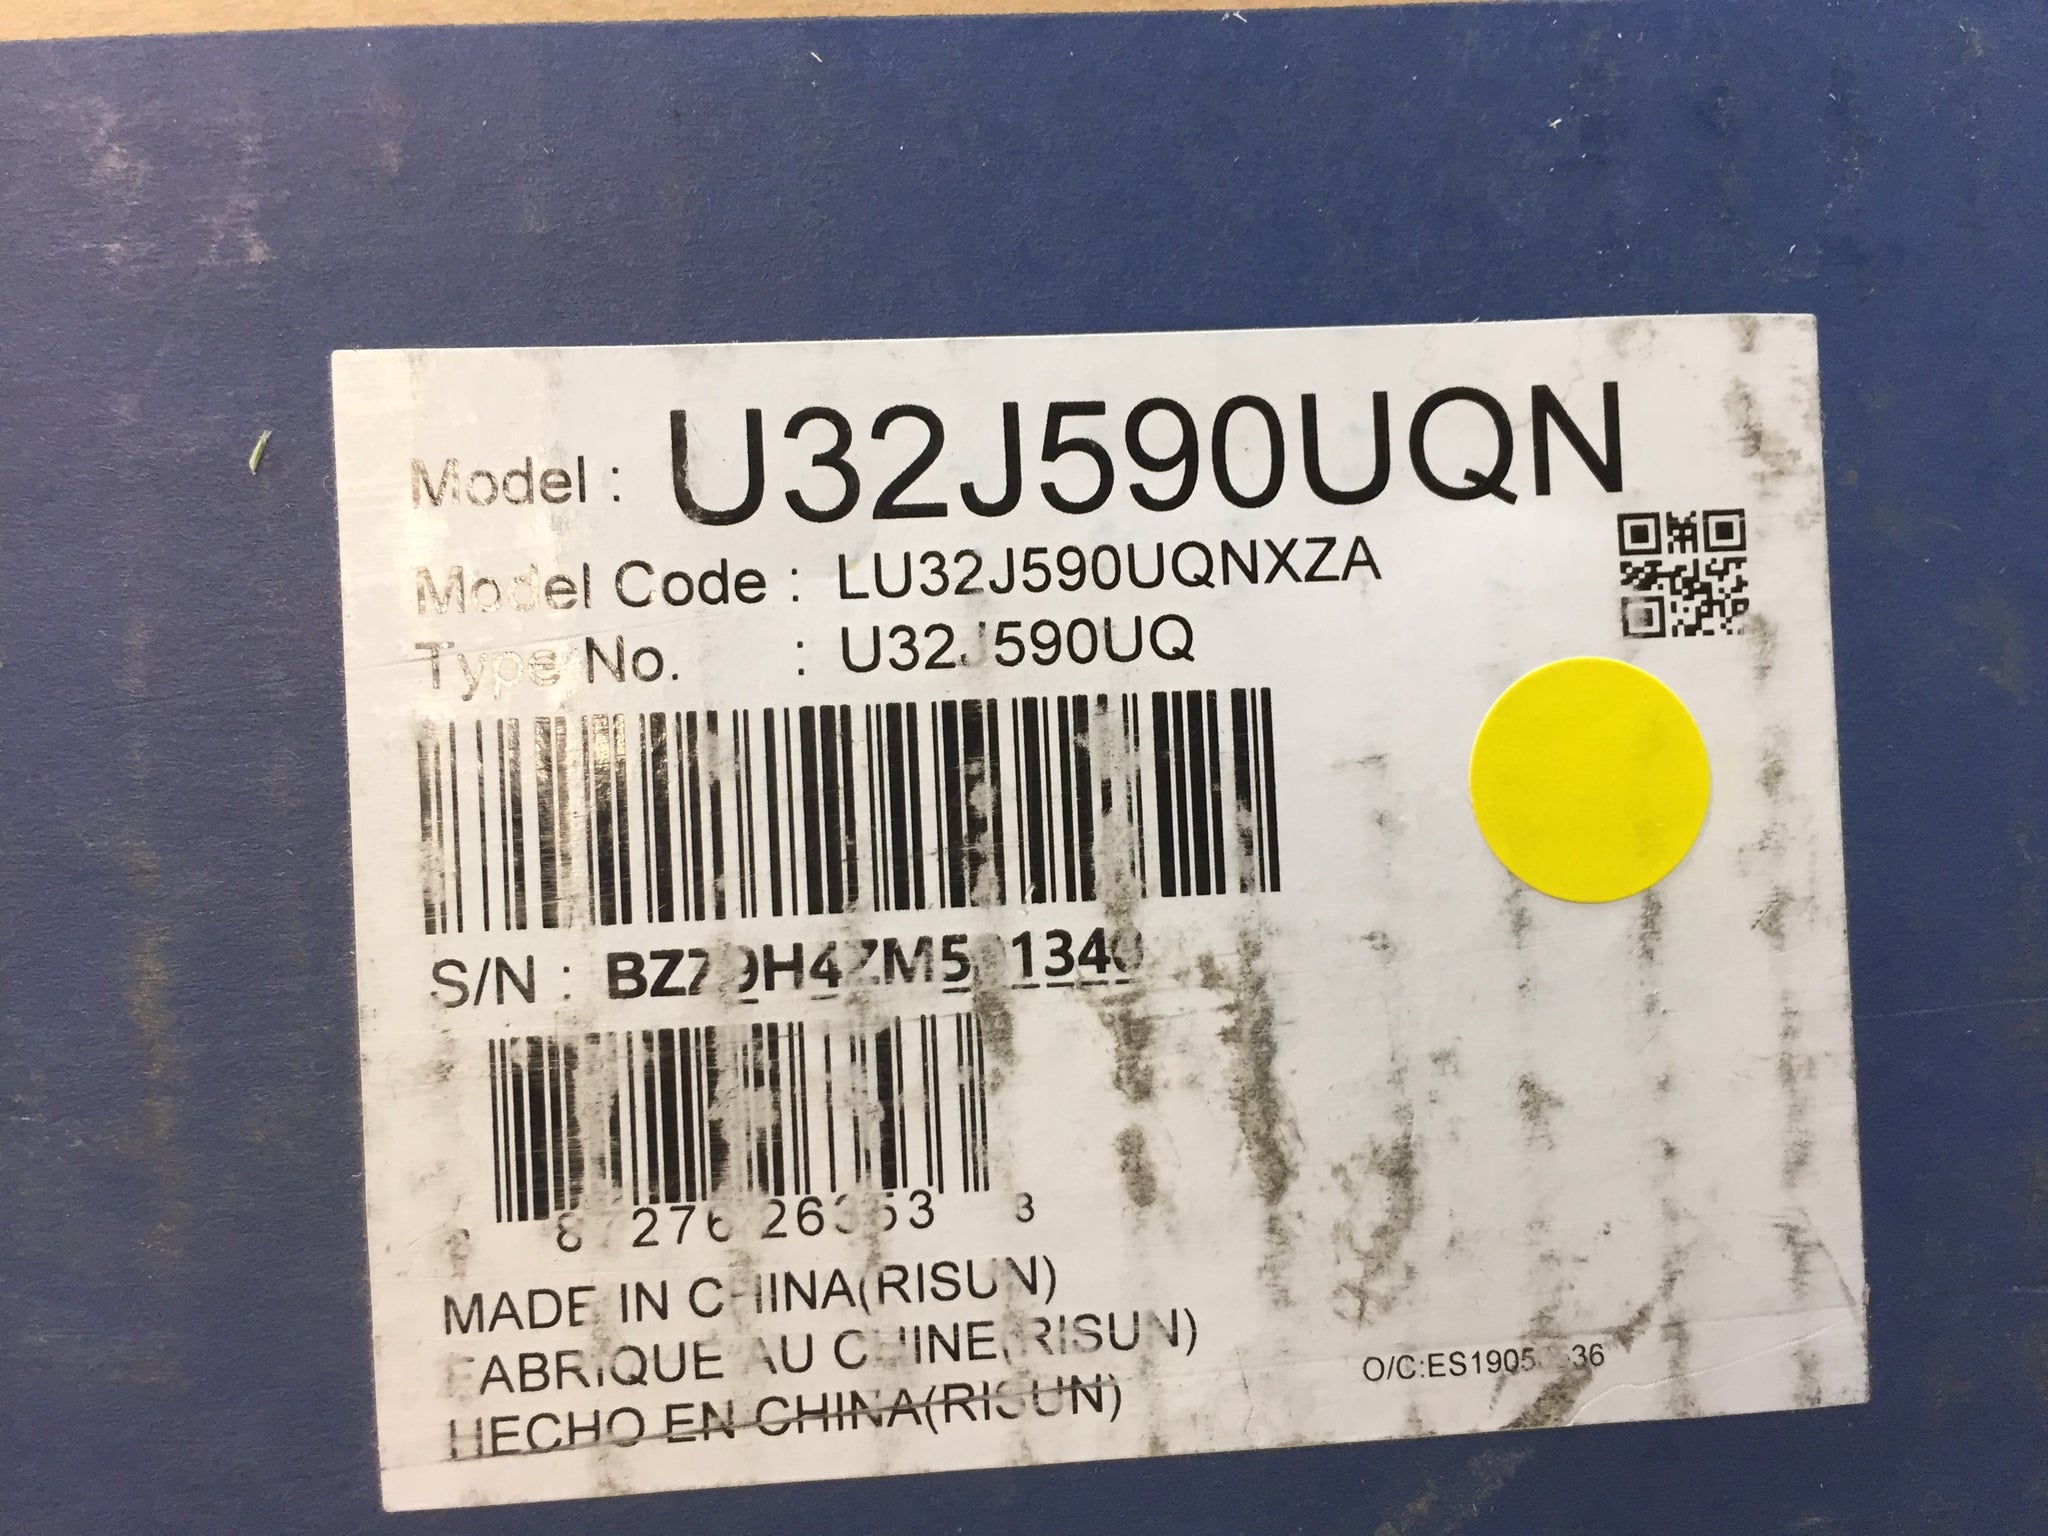 Model : U32J590UQN
Model Code : LU32J590UQNXZA
Type No. : U32J590UQ
S/N :
MADE IN CHINA(RISUN)
FABRIQUE AU CHINE(RISUN)
HECHO EN CHINA(RISUN)